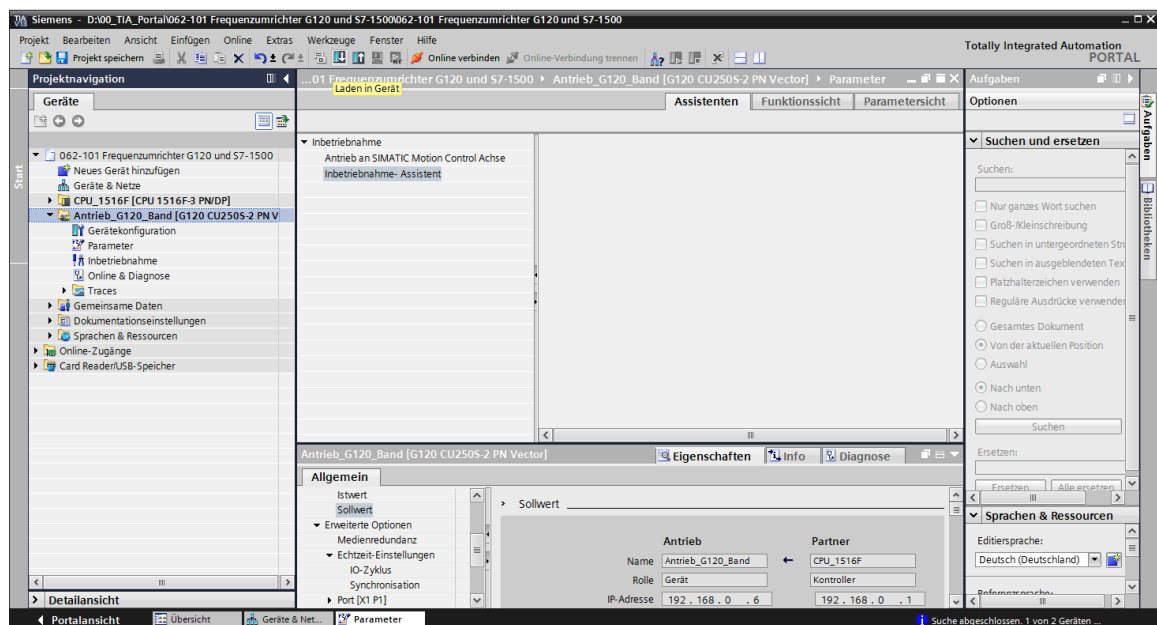 Siemens - D:\00_TIA_Portal\062-101 Frequenzumrichter G120 und S7-1500\062-101 Frequenzumrichter G120 und S7-1500
Projekt Bearbeiten Ansicht Einfügen Online Extras Werkzeuge Fenster Hilfe
Totally Integrated Automation
PORTAL
Projekt speichern Online verbinden Online-Verbindung trennen
Projektnavigation
...01 Frequenzumrichter G120 und S7-1500 Antrieb_G120_Band [G120 CU250S-2 PN Vector] Parameter
Laden in Gerät
Aufgaben
Geräte
Assistenten Funktionssicht Parametersicht
Optionen
Start
062-101 Frequenzumrichter G120 und S7-1500
Neues Gerät hinzufügen
Geräte & Netze
CPU_1516F [CPU 1516F-3 PN/DP]
Antrieb_G120_Band [G120 CU250S-2 PN V
Gerätekonfiguration
Parameter
Inbetriebnahme
Online & Diagnose
Traces
Gemeinsame Daten
Dokumentationseinstellungen
Sprachen & Ressourcen
Online-Zugänge
Card Reader/USB-Speicher
Detailansicht
Inbetriebnahme
Antrieb an SIMATIC Motion Control Achse
Inbetriebnahme- Assistent
Antrieb_G120_Band [G120 CU250S-2 PN Vector]
Eigenschaften Info Diagnose
Allgemein
Istwert
Sollwert
Erweiterte Optionen
Medienredundanz
Echtzeit-Einstellungen
IO-Zyklus
Synchronisation
Port [X1 P1]
Sollwert
Antrieb Partner
Name Antrieb_G120_Band CPU_1516F
Rolle Gerät Kontroller
IP-Adresse 192 . 168 . 0 . 6 192 . 168 . 0 . 1
Suchen und ersetzen
Suchen:
Nur ganzes Wort suchen
Groß-/Kleinschreibung
Suchen in untergeordneten Stru
Suchen in ausgeblendeten Tex
Platzhalterzeichen verwenden
Reguläre Ausdrücke verwenden
Gesamtes Dokument
Von der aktuellen Position
Auswahl
Nach unten
Nach oben
Suchen
Ersetzen:
Ersetzen Alle ersetzen
Sprachen & Ressourcen
Editiersprache:
Deutsch (Deutschland)
Referenzsprache:
Aufgaben
Bibliotheken
Portalansicht Übersicht Geräte & Net... Parameter
Suche abgeschlossen. 1 von 2 Geräten ...